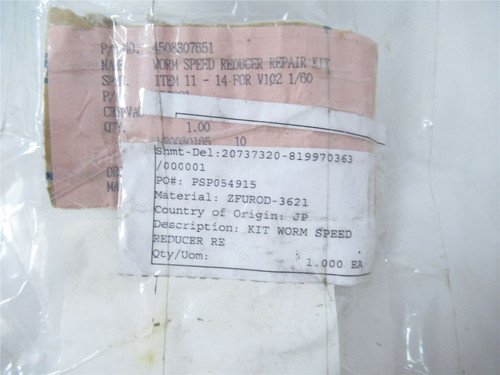 P/ NO. 4508307651
NAME WORM SPEED REDUCER REPAIR KIT
ITEM 11 - 14 FOR V102 1/60
P/
QTY. 1.00
10
Shmt-Del:20737320-819970363
/000001
PO#: PSP054915
Material: ZFUROD-3621
Country of Origin: JP
Description: KIT WORM SPEED
REDUCER RE
Qty/Uom: 1.000 EA